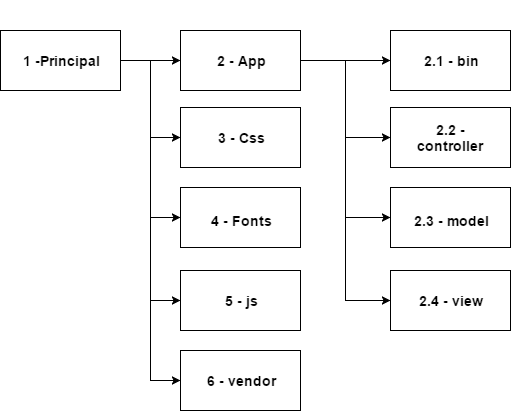 1 -Principal
2 - App
2.1 - bin
3 - Css
2.2 -
controller
4 - Fonts
2.3 - model
5 - js
2.4 - view
6 - vendor